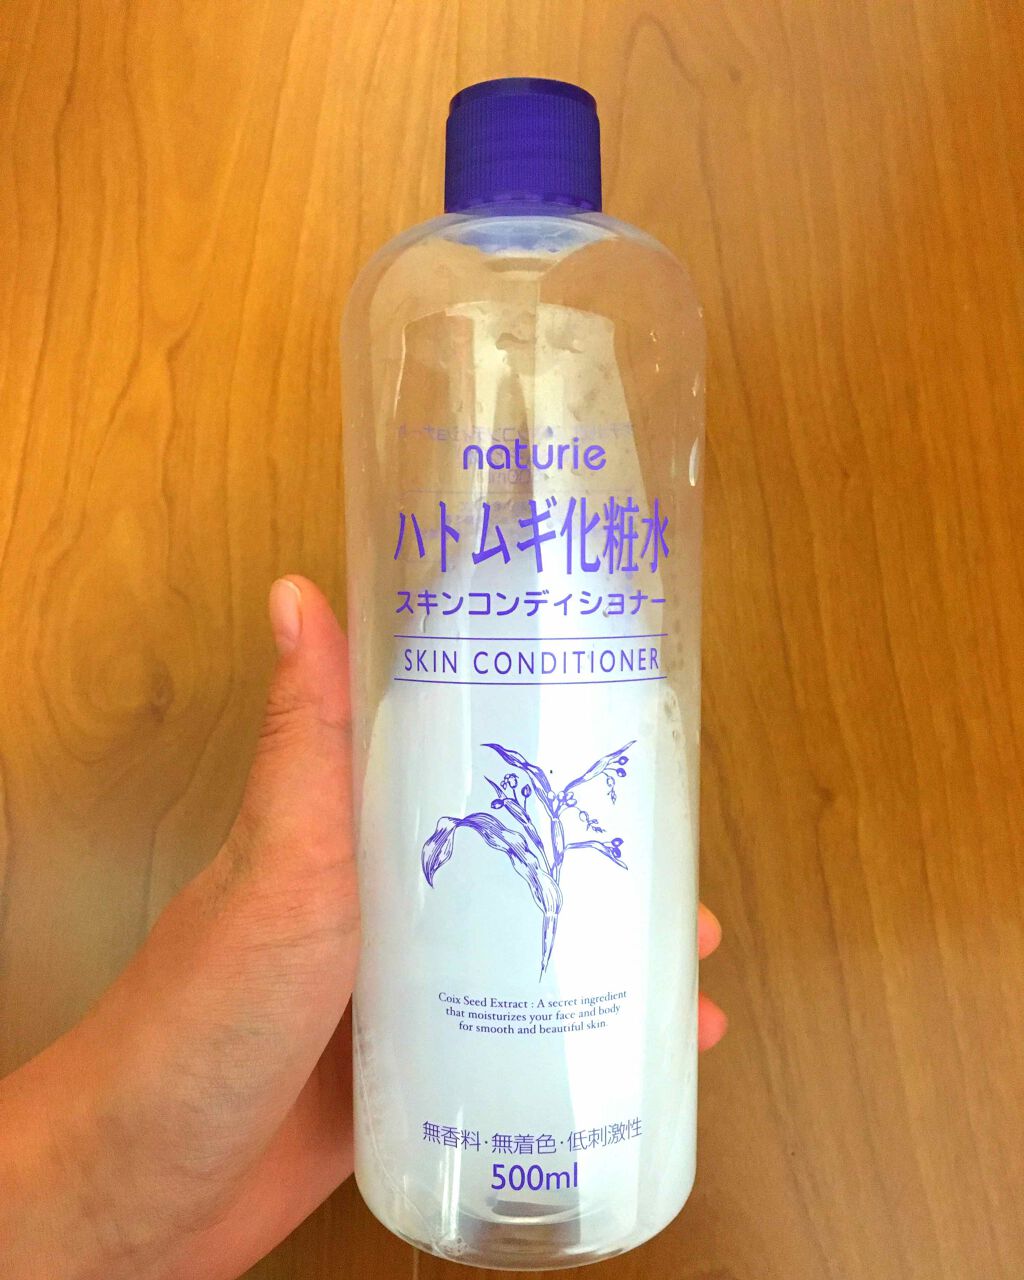 naturie
ハトムギ化粧水
スキンコンディショナー
SKIN CONDITIONER
Coix Seed Extract : A secret ingredient
that moisturizes your face and body
for smooth and beautiful skin
無香料・無着色・低刺激性
500ml